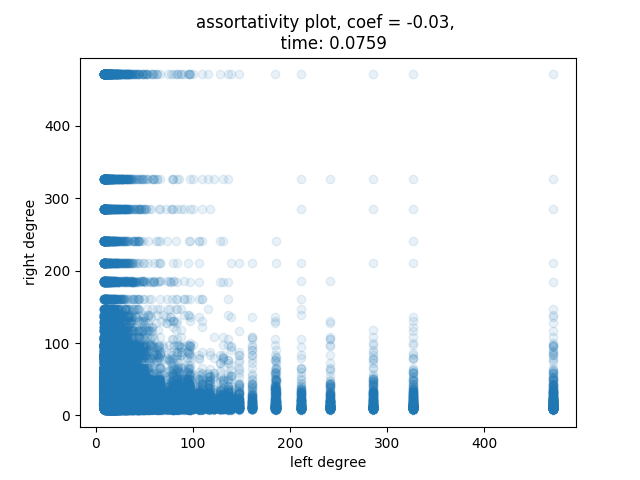 assortativity plot, coef = -0.03,
time: 0.0759
400
300
200
100
0
right degree
0 100 200 300 400
left degree